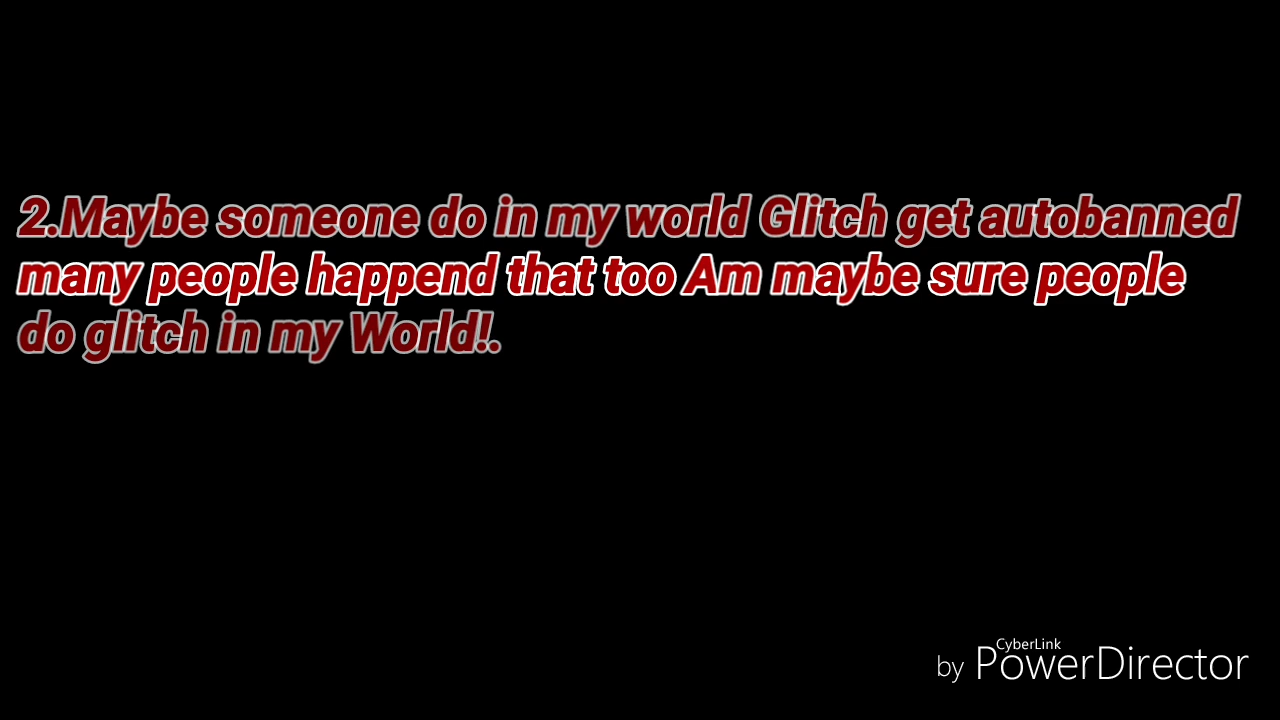 2.Maybe someone do in my world Glitch get autobanned
many people happend that too Am maybe sure people
do glitch in my World!.
CyberLink
by PowerDirector